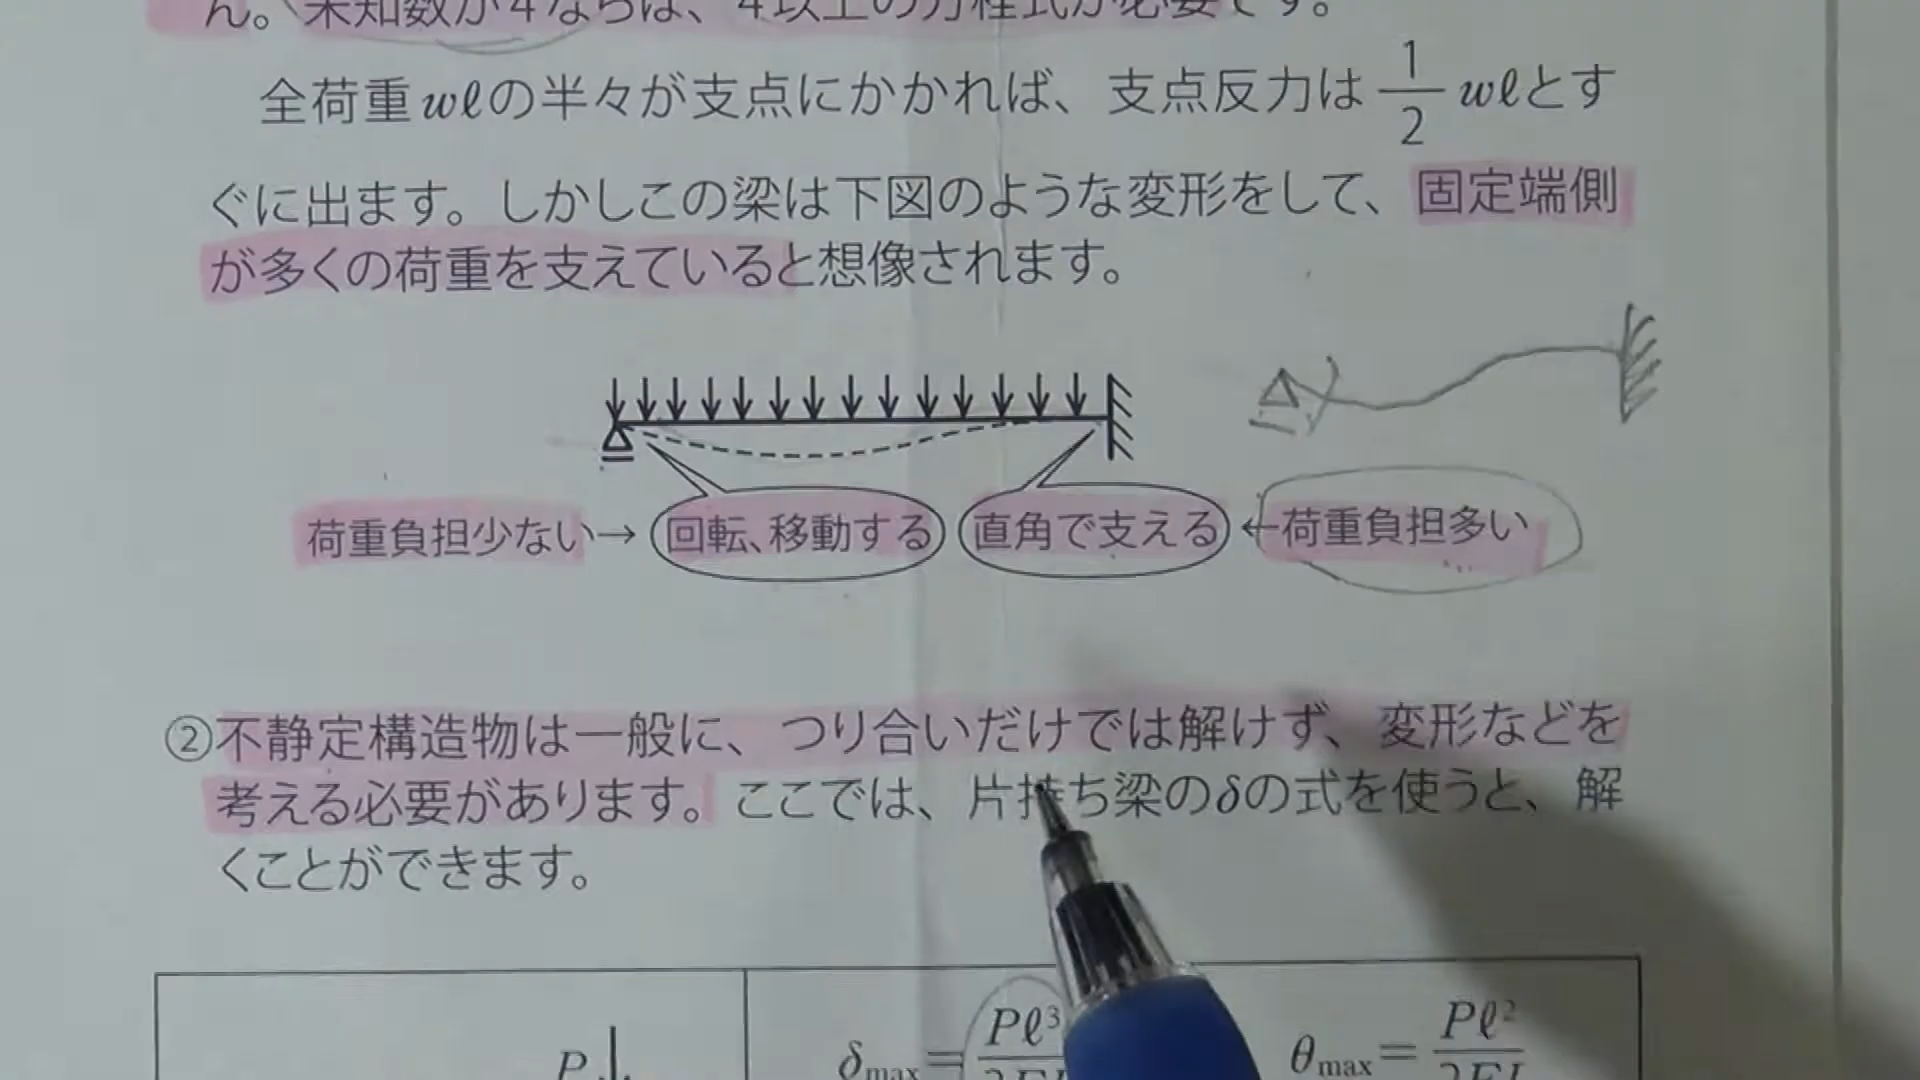 ん。未知数が4ならば、4以上の方程式が必要です。
全荷重wℓの半々が支点にかかれば、支点反力は 1/2 wℓとす
ぐに出ます。しかしこの梁は下図のような変形をして、固定端側
が多くの荷重を支えていると想像されます。
荷重負担少ない→ 回転、移動する 直角で支える ←荷重負担多い
②不静定構造物は一般に、つり合いだけでは解けず、変形などを
考える必要があります。ここでは、片持ち梁のδの式を使うと、解
くことができます。
P δmax= Pℓ³ θmax= Pℓ²